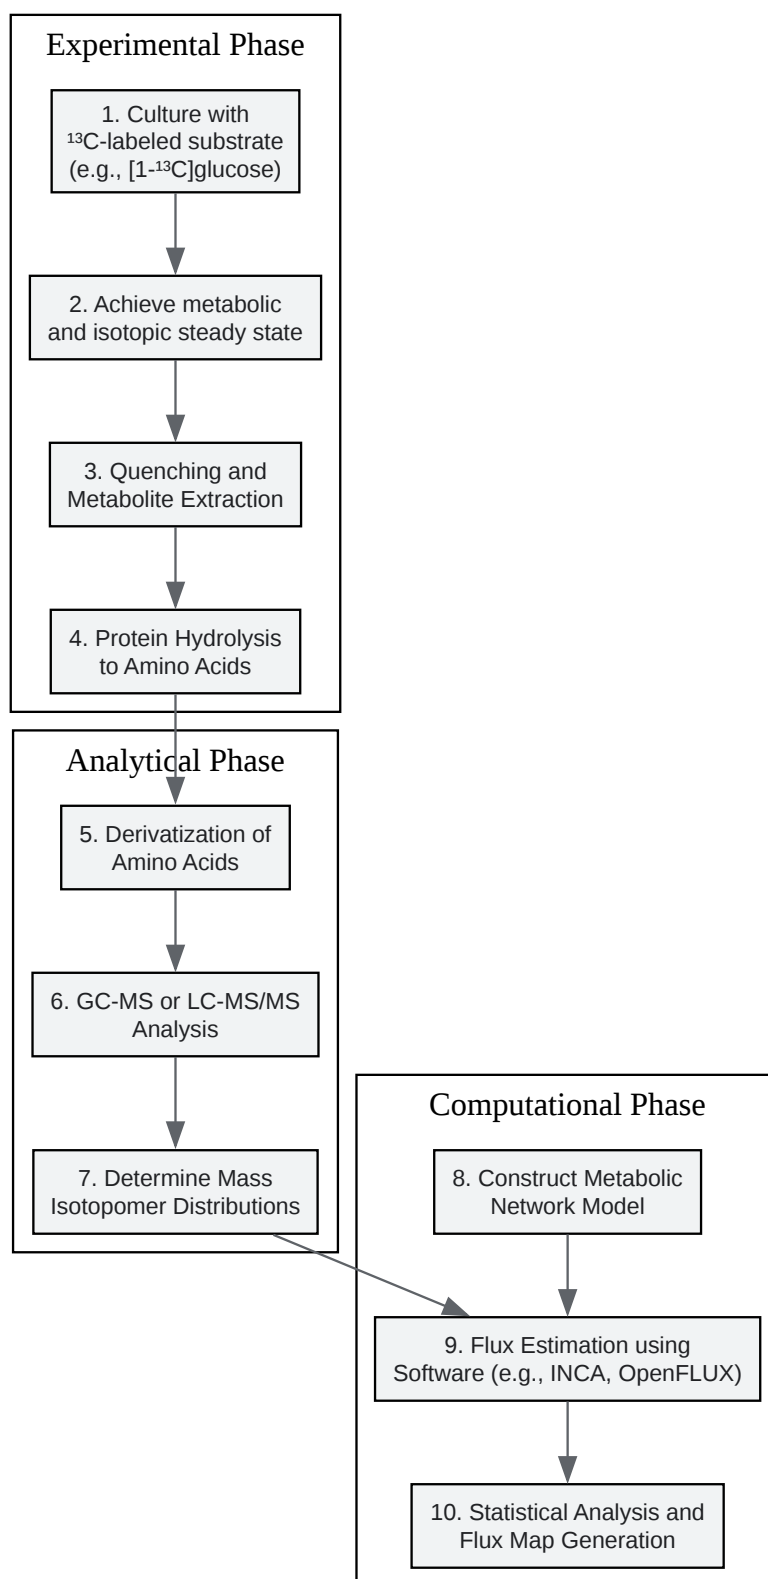 Experimental Phase
1. Culture with
¹³C-labeled substrate
(e.g., [1-¹³C]glucose)
2. Achieve metabolic
and isotopic steady state
3. Quenching and
Metabolite Extraction
4. Protein Hydrolysis
to Amino Acids
Analytical Phase
5. Derivatization of
Amino Acids
6. GC-MS or LC-MS/MS
Analysis
7. Determine Mass
Isotopomer Distributions
Computational Phase
8. Construct Metabolic
Network Model
9. Flux Estimation using
Software (e.g., INCA, OpenFLUX)
10. Statistical Analysis and
Flux Map Generation